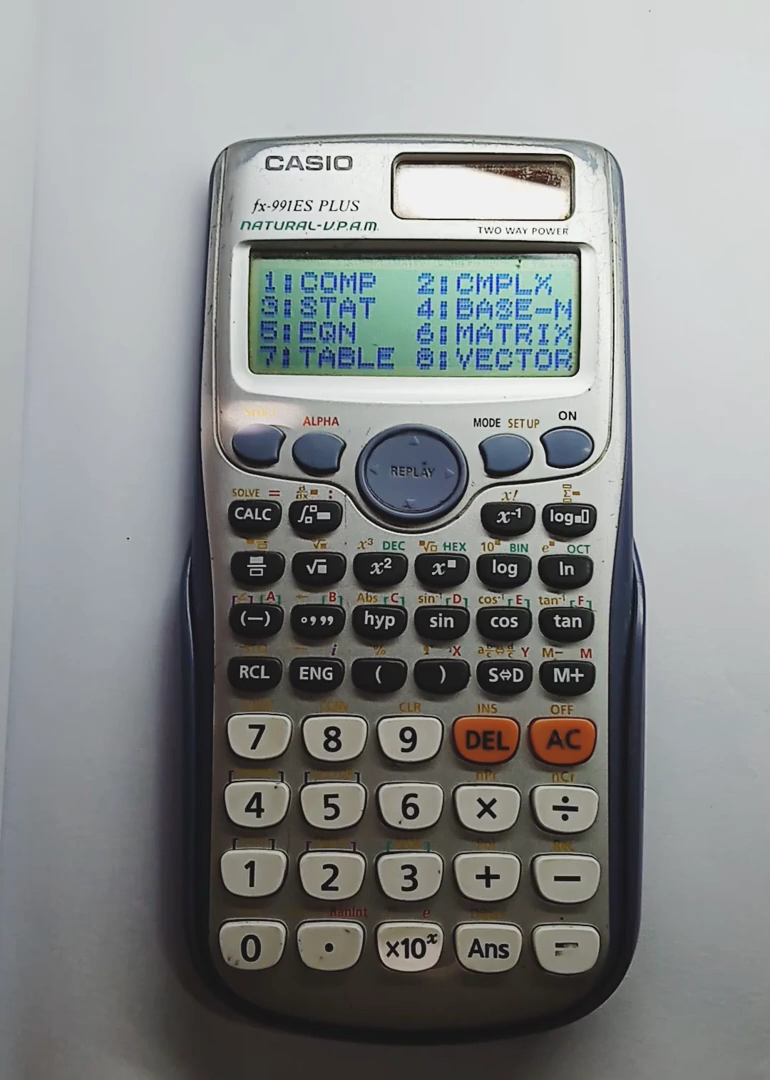 CASIO
fx-991ES PLUS
NATURAL-V.P.A.M.
TWO WAY POWER
1:COMP 2:CMPLX
3:STAT 4:BASE-N
5:EQN 6:MATRIX
7:TABLE 8:VECTOR
ALPHA MODE SETUP ON
REPLAY
SOLVE = : x!
CALC x⁻¹ log
x³ DEC HEX 10 BIN e OCT
√ x² x log ln
A B Abs C sin⁻¹ D cos⁻¹ E tan⁻¹ F
(−) °,,, hyp sin cos tan
i % X Y M− M
RCL ENG ( ) S⇔D M+
CLR INS OFF
7 8 9 DEL AC
nPr nCr
4 5 6 × ÷
1 2 3 + −
e
0 . ×10ˣ Ans =